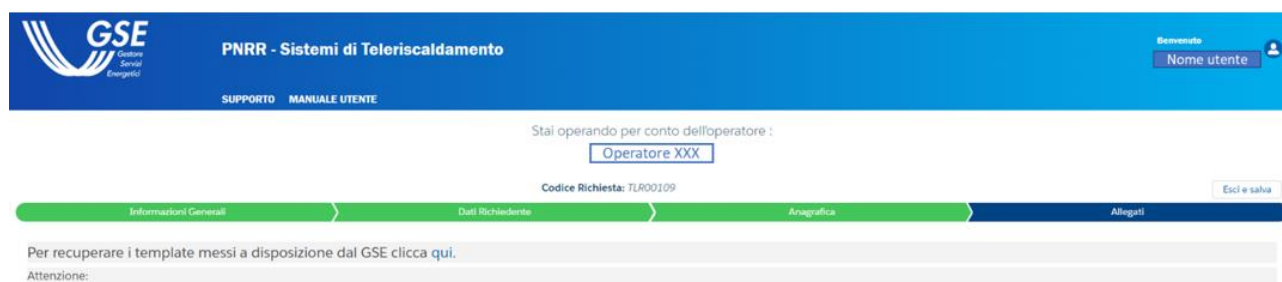 GSE
Gestore
Servizi
Energetici
PNRR - Sistemi di Teleriscaldamento
Benvenuto
Nome utente
SUPPORTO MANUALE UTENTE
Stai operando per conto dell'operatore :
Operatore XXX
Codice Richiesta: TLR00109
Esci e salva
Informazioni Generali
Dati Richiedente
Anagrafica
Allegati
Per recuperare i template messi a disposizione dal GSE clicca qui.
Attenzione: